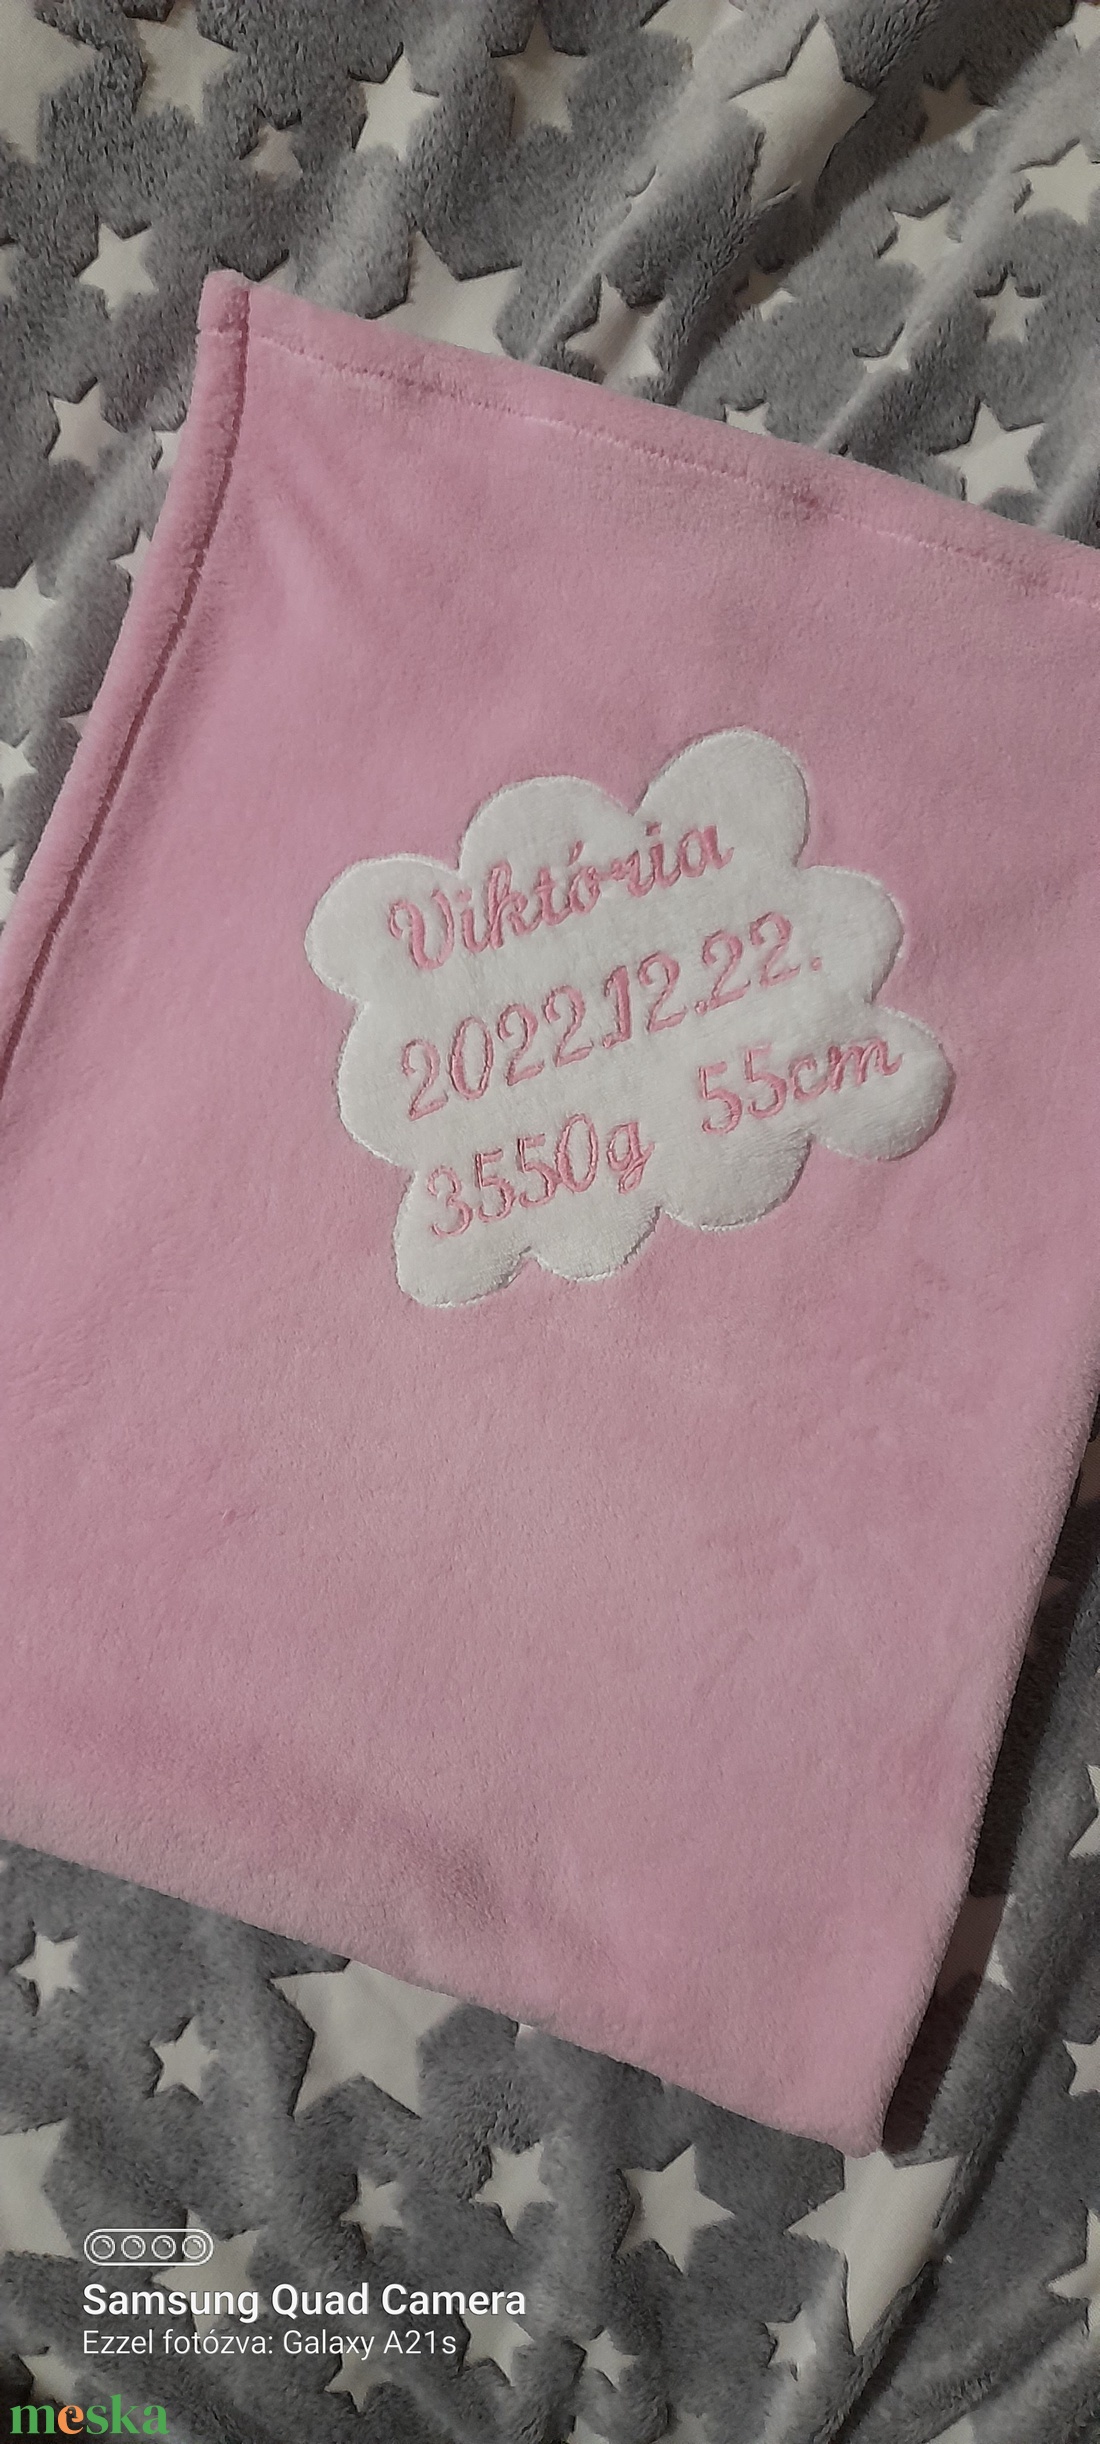 Viktória
2022.12.22.
3550g 55cm
Samsung Quad Camera
Ezzel fotózva: Galaxy A21s
meska